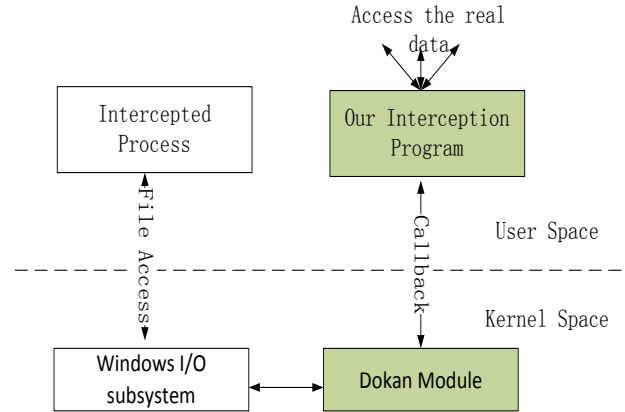 Access the real
data
Intercepted
Process
Our Interception
Program
File Access
Callback
User Space
Kernel Space
Windows I/O
subsystem
Dokan Module